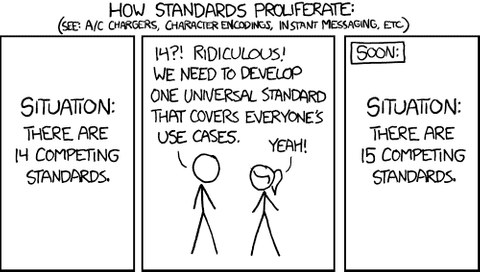 HOW STANDARDS PROLIFERATE:
(SEE: A/C CHARGERS, CHARACTER ENCODINGS, INSTANT MESSAGING, ETC.)
SITUATION:
THERE ARE
14 COMPETING
STANDARDS.
14?! RIDICULOUS!
WE NEED TO DEVELOP
ONE UNIVERSAL STANDARD
THAT COVERS EVERYONE'S
USE CASES.
YEAH!
SOON:
SITUATION:
THERE ARE
15 COMPETING
STANDARDS.